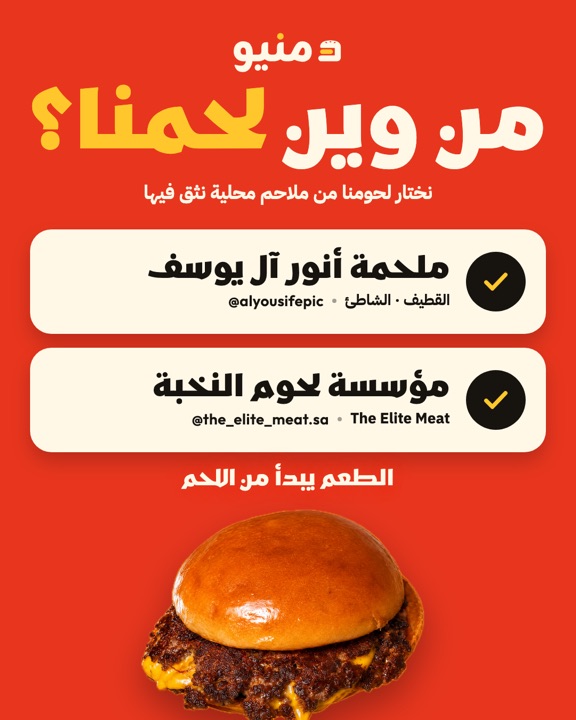 د منيو
من وين لحمنا؟
نختار لحومنا من ملاحم محلية نثق فيها
ملحمة أنور آل يوسف
القطيف · الشاطئ • @alyousifepic
مؤسسة لحوم النخبة
The Elite Meat • @the_elite_meat.sa
الطعم يبدأ من اللحم